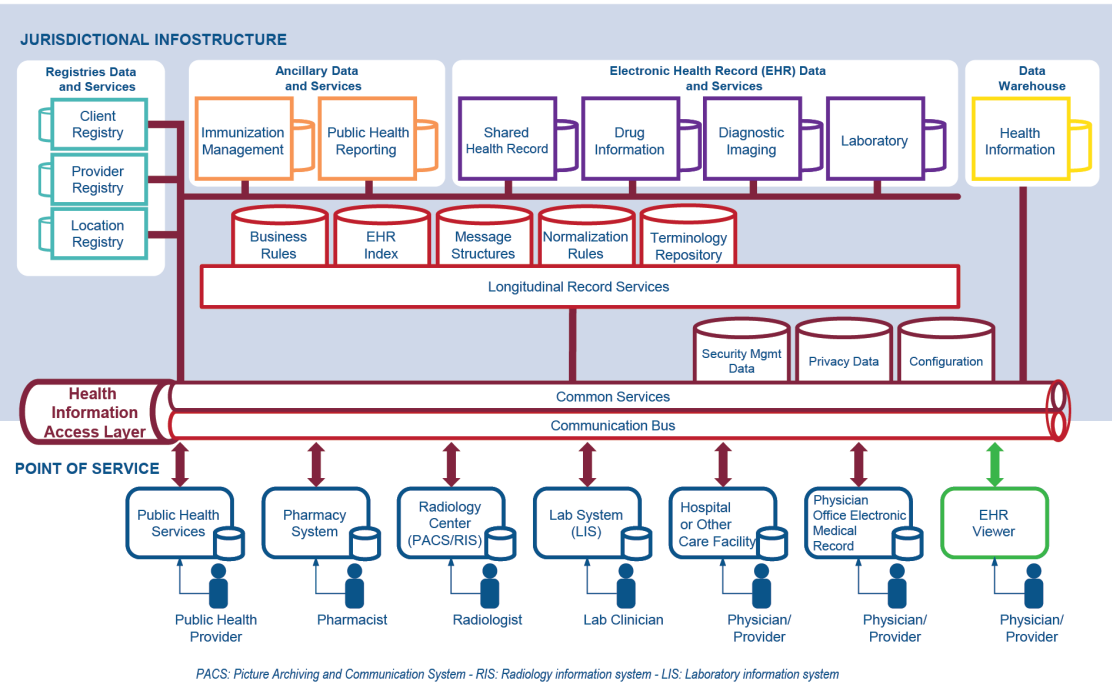 JURISDICTIONAL INFOSTRUCTURE
Registries Data
and Services
Client
Registry
Provider
Registry
Location
Registry
Ancillary Data
and Services
Immunization
Management
Public Health
Reporting
Electronic Health Record (EHR) Data
and Services
Shared
Health Record
Drug
Information
Diagnostic
Imaging
Laboratory
Data
Warehouse
Health
Information
Business
Rules
EHR
Index
Message
Structures
Normalization
Rules
Terminology
Repository
Longitudinal Record Services
Security Mgmt
Data
Privacy Data
Configuration
Health
Information
Access Layer
Common Services
Communication Bus
POINT OF SERVICE
Public Health
Services
Pharmacy
System
Radiology
Center
(PACS/RIS)
Lab System
(LIS)
Hospital
or Other
Care Facility
Physician
Office Electronic
Medical
Record
EHR
Viewer
Public Health
Provider
Pharmacist
Radiologist
Lab Clinician
Physician/
Provider
Physician/
Provider
Physician/
Provider
PACS: Picture Archiving and Communication System - RIS: Radiology information system - LIS: Laboratory information system